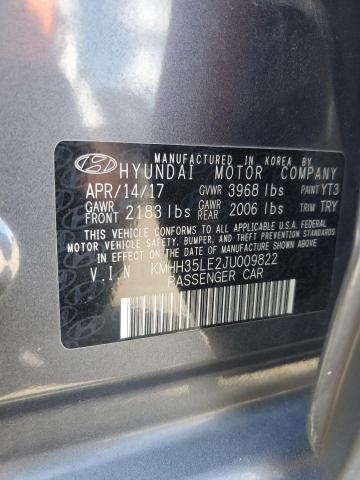 MANUFACTURED IN KOREA BY
HYUNDAI MOTOR COMPANY
APR/14/17 GVWR 3968 lbs PAINT YT3
GAWR FRONT 2183 lbs GAWR REAR 2006 lbs TRIM TRY
THIS VEHICLE CONFORMS TO ALL APPLICABLE U.S.A. FEDERAL
MOTOR VEHICLE SAFETY, BUMPER, AND THEFT PREVENTION STANDARDS
IN EFFECT ON THE DATE OF MANUFACTURE SHOWN ABOVE.
V.I.N KMHH35LE2JU009822
PASSENGER CAR